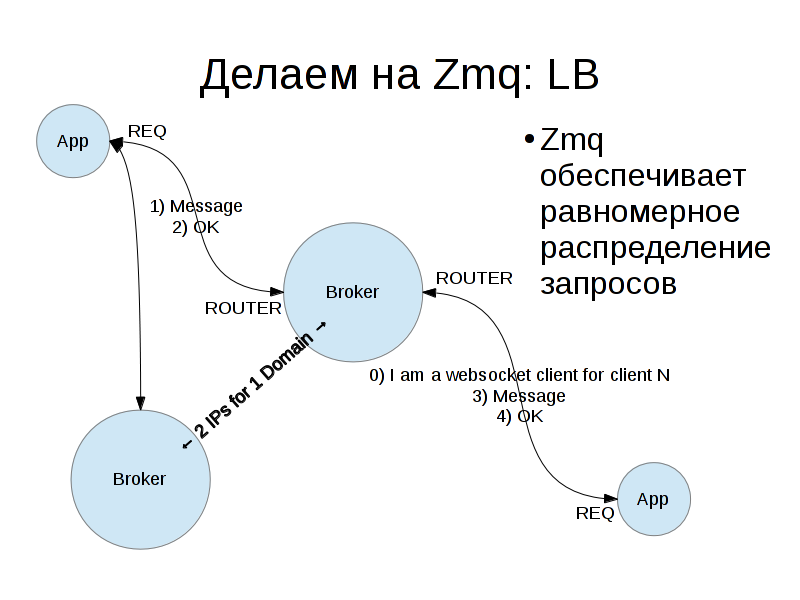 Делаем на Zmq: LB
App
REQ
• Zmq
обеспечивает
равномерное
распределение
запросов
1) Message
2) OK
Broker
ROUTER
ROUTER
← 2 IPs for 1 Domain →
0) I am a websocket client for client N
3) Message
4) OK
Broker
App
REQ